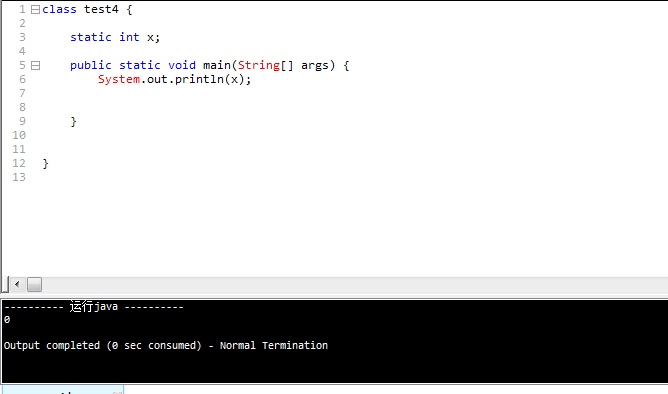 1 class test4 {
2
3 static int x;
4
5 public static void main(String[] args) {
6 System.out.println(x);
7
8
9 }
10
11
12 }
13
---------- 运行java ----------
0
Output completed (0 sec consumed) - Normal Termination